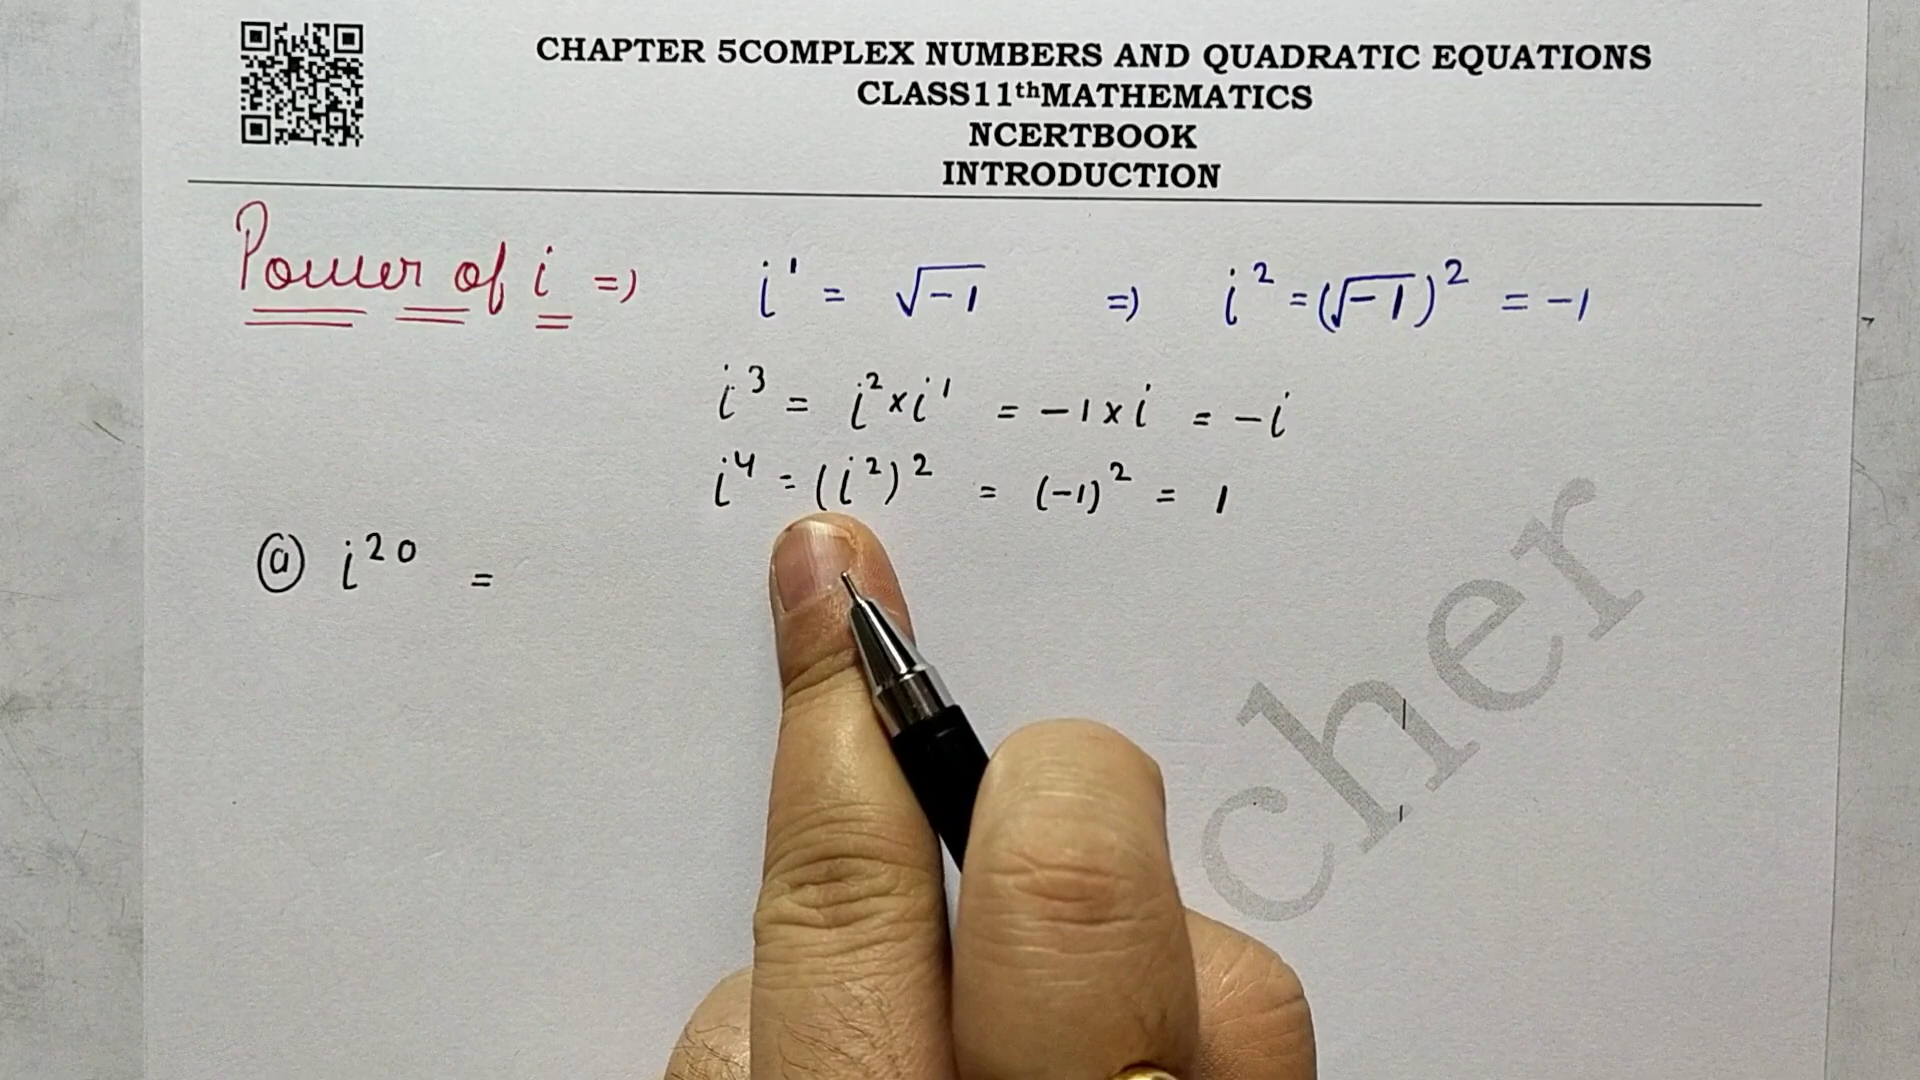 CHAPTER 5COMPLEX NUMBERS AND QUADRATIC EQUATIONS
CLASS11thMATHEMATICS
NCERTBOOK
INTRODUCTION
Power of i => i¹ = √-1 => i² = (√-1)² = -1
i³ = i² × i¹ = -1 × i = -i
i⁴ = (i²)² = (-1)² = 1
ⓐ i²⁰ =
cher